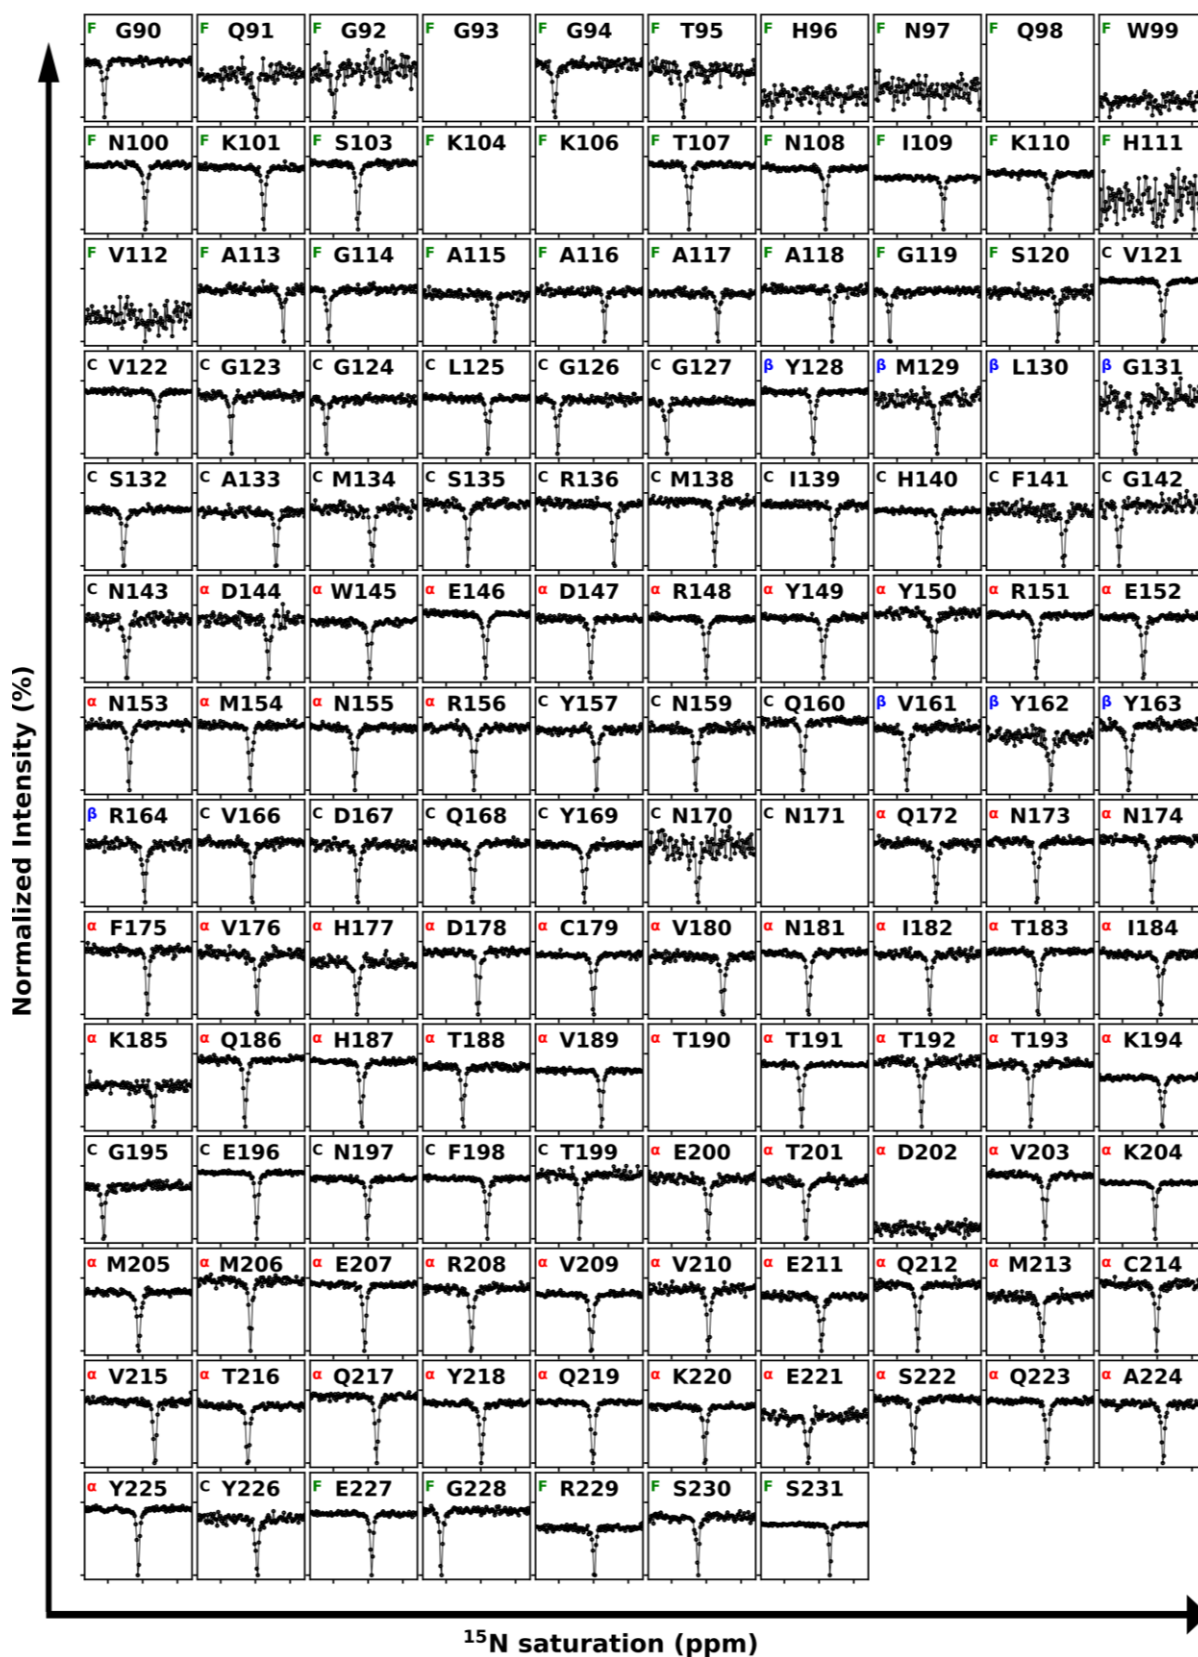 F G90 F Q91 F G92 F G93 F G94 F T95 F H96 F N97 F Q98 F W99
F N100 F K101 F S103 F K104 F K106 F T107 F N108 F I109 F K110 F H111
F V112 F A113 F G114 F A115 F A116 F A117 F A118 F G119 F S120 C V121
C V122 C G123 C G124 C L125 C G126 C G127 β Y128 β M129 β L130 β G131
C S132 C A133 C M134 C S135 C R136 C M138 C I139 C H140 C F141 C G142
C N143 α D144 α W145 α E146 α D147 α R148 α Y149 α Y150 α R151 α E152
α N153 α M154 α N155 α R156 C Y157 C N159 C Q160 β V161 β Y162 β Y163
β R164 C V166 C D167 C Q168 C Y169 C N170 C N171 α Q172 α N173 α N174
α F175 α V176 α H177 α D178 α C179 α V180 α N181 α I182 α T183 α I184
α K185 α Q186 α H187 α T188 α V189 α T190 α T191 α T192 α T193 α K194
C G195 C E196 C N197 C F198 C T199 α E200 α T201 α D202 α V203 α K204
α M205 α M206 α E207 α R208 α V209 α V210 α E211 α Q212 α M213 α C214
α V215 α T216 α Q217 α Y218 α Q219 α K220 α E221 α S222 α Q223 α A224
α Y225 C Y226 F E227 F G228 F R229 F S230 F S231
Normalized Intensity (%)
¹⁵N saturation (ppm)